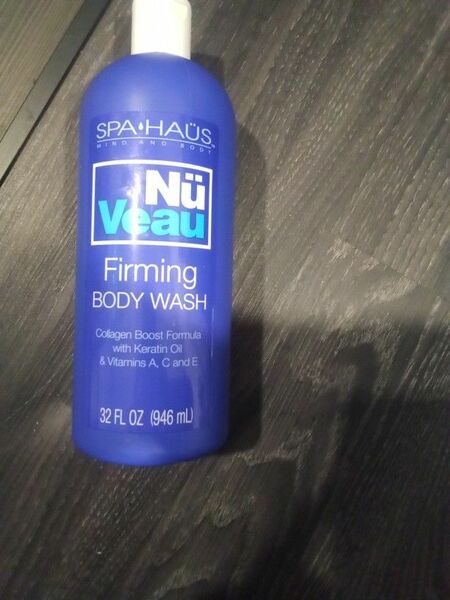 SPA HAÜS™
MIND AND BODY
Nü
Veau
Firming
BODY WASH
Collagen Boost Formula
with Keratin Oil
& Vitamins A, C and E
32 FL OZ (946 mL)